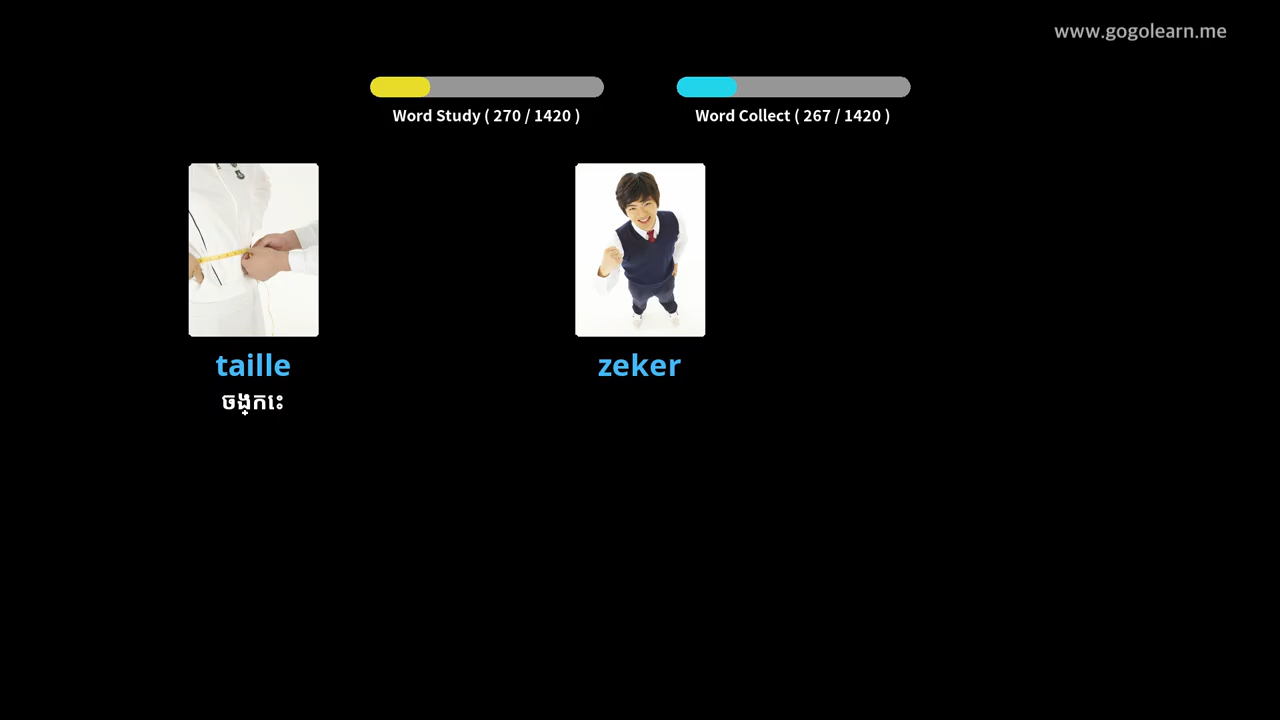 www.gogolearn.me
Word Study ( 270 / 1420 )
Word Collect ( 267 / 1420 )
taille
ចង្កេះ
zeker